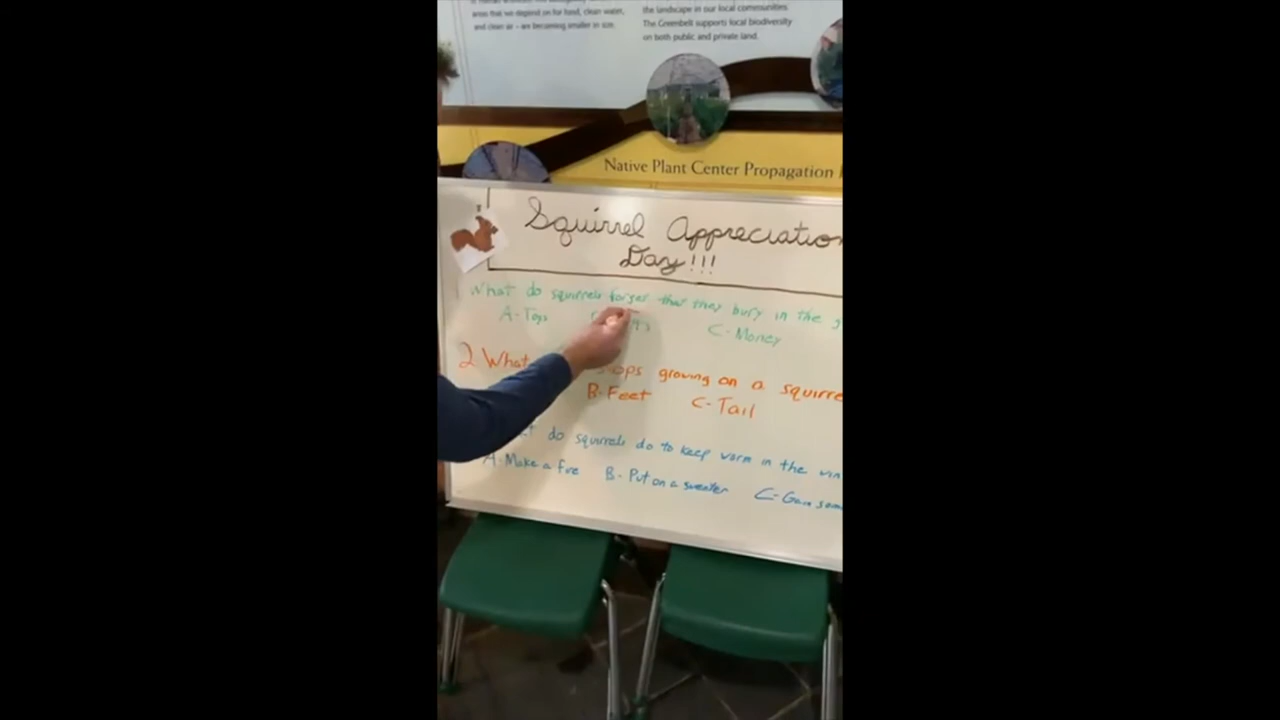 areas that we depend on for food, clean water,
and clean air - are becoming smaller in size.
the landscape in our local communities.
The Greenbelt supports local biodiversity
on both public and private land.
Native Plant Center Propagation
Squirrel Appreciation
Day!!!
What do squirrels forget that they bury in the
A-Toys C-Money
2 What growing on a
B-Feet C-Tail
do squirrels do to keep warm in the
A-Make a fire B-Put on a sweater C-Gain